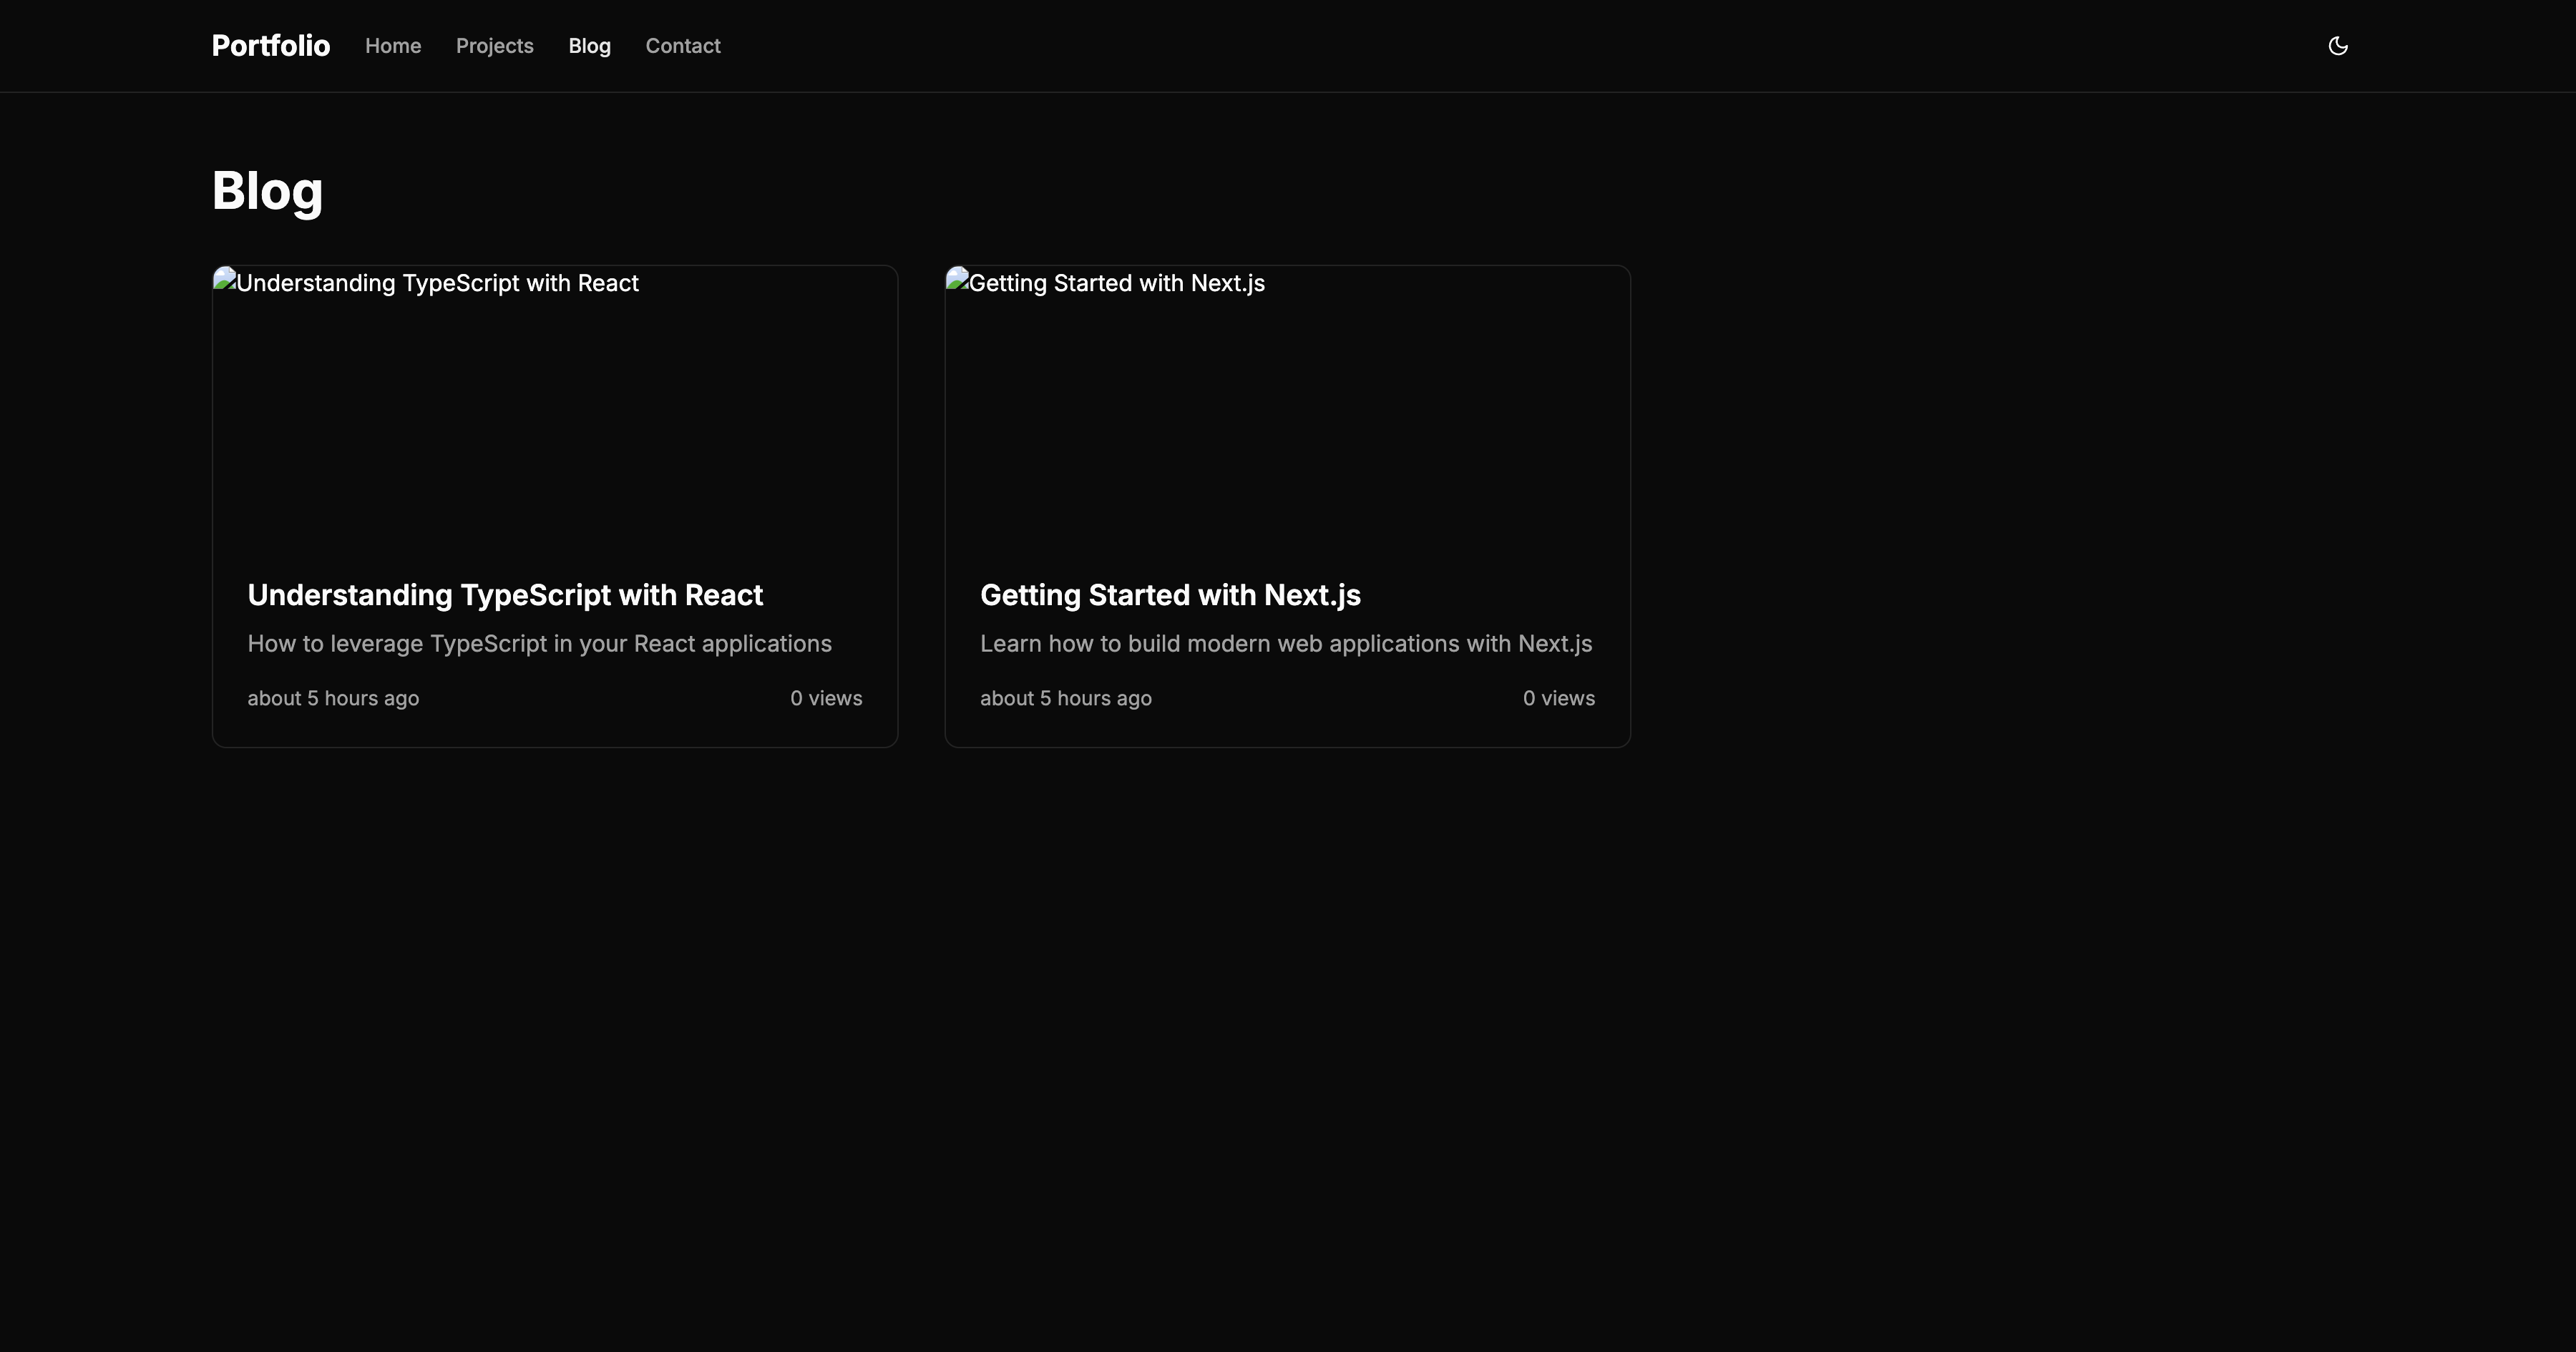 Portfolio Home Projects Blog Contact
Blog
Understanding TypeScript with React
Understanding TypeScript with React
How to leverage TypeScript in your React applications
about 5 hours ago 0 views
Getting Started with Next.js
Getting Started with Next.js
Learn how to build modern web applications with Next.js
about 5 hours ago 0 views